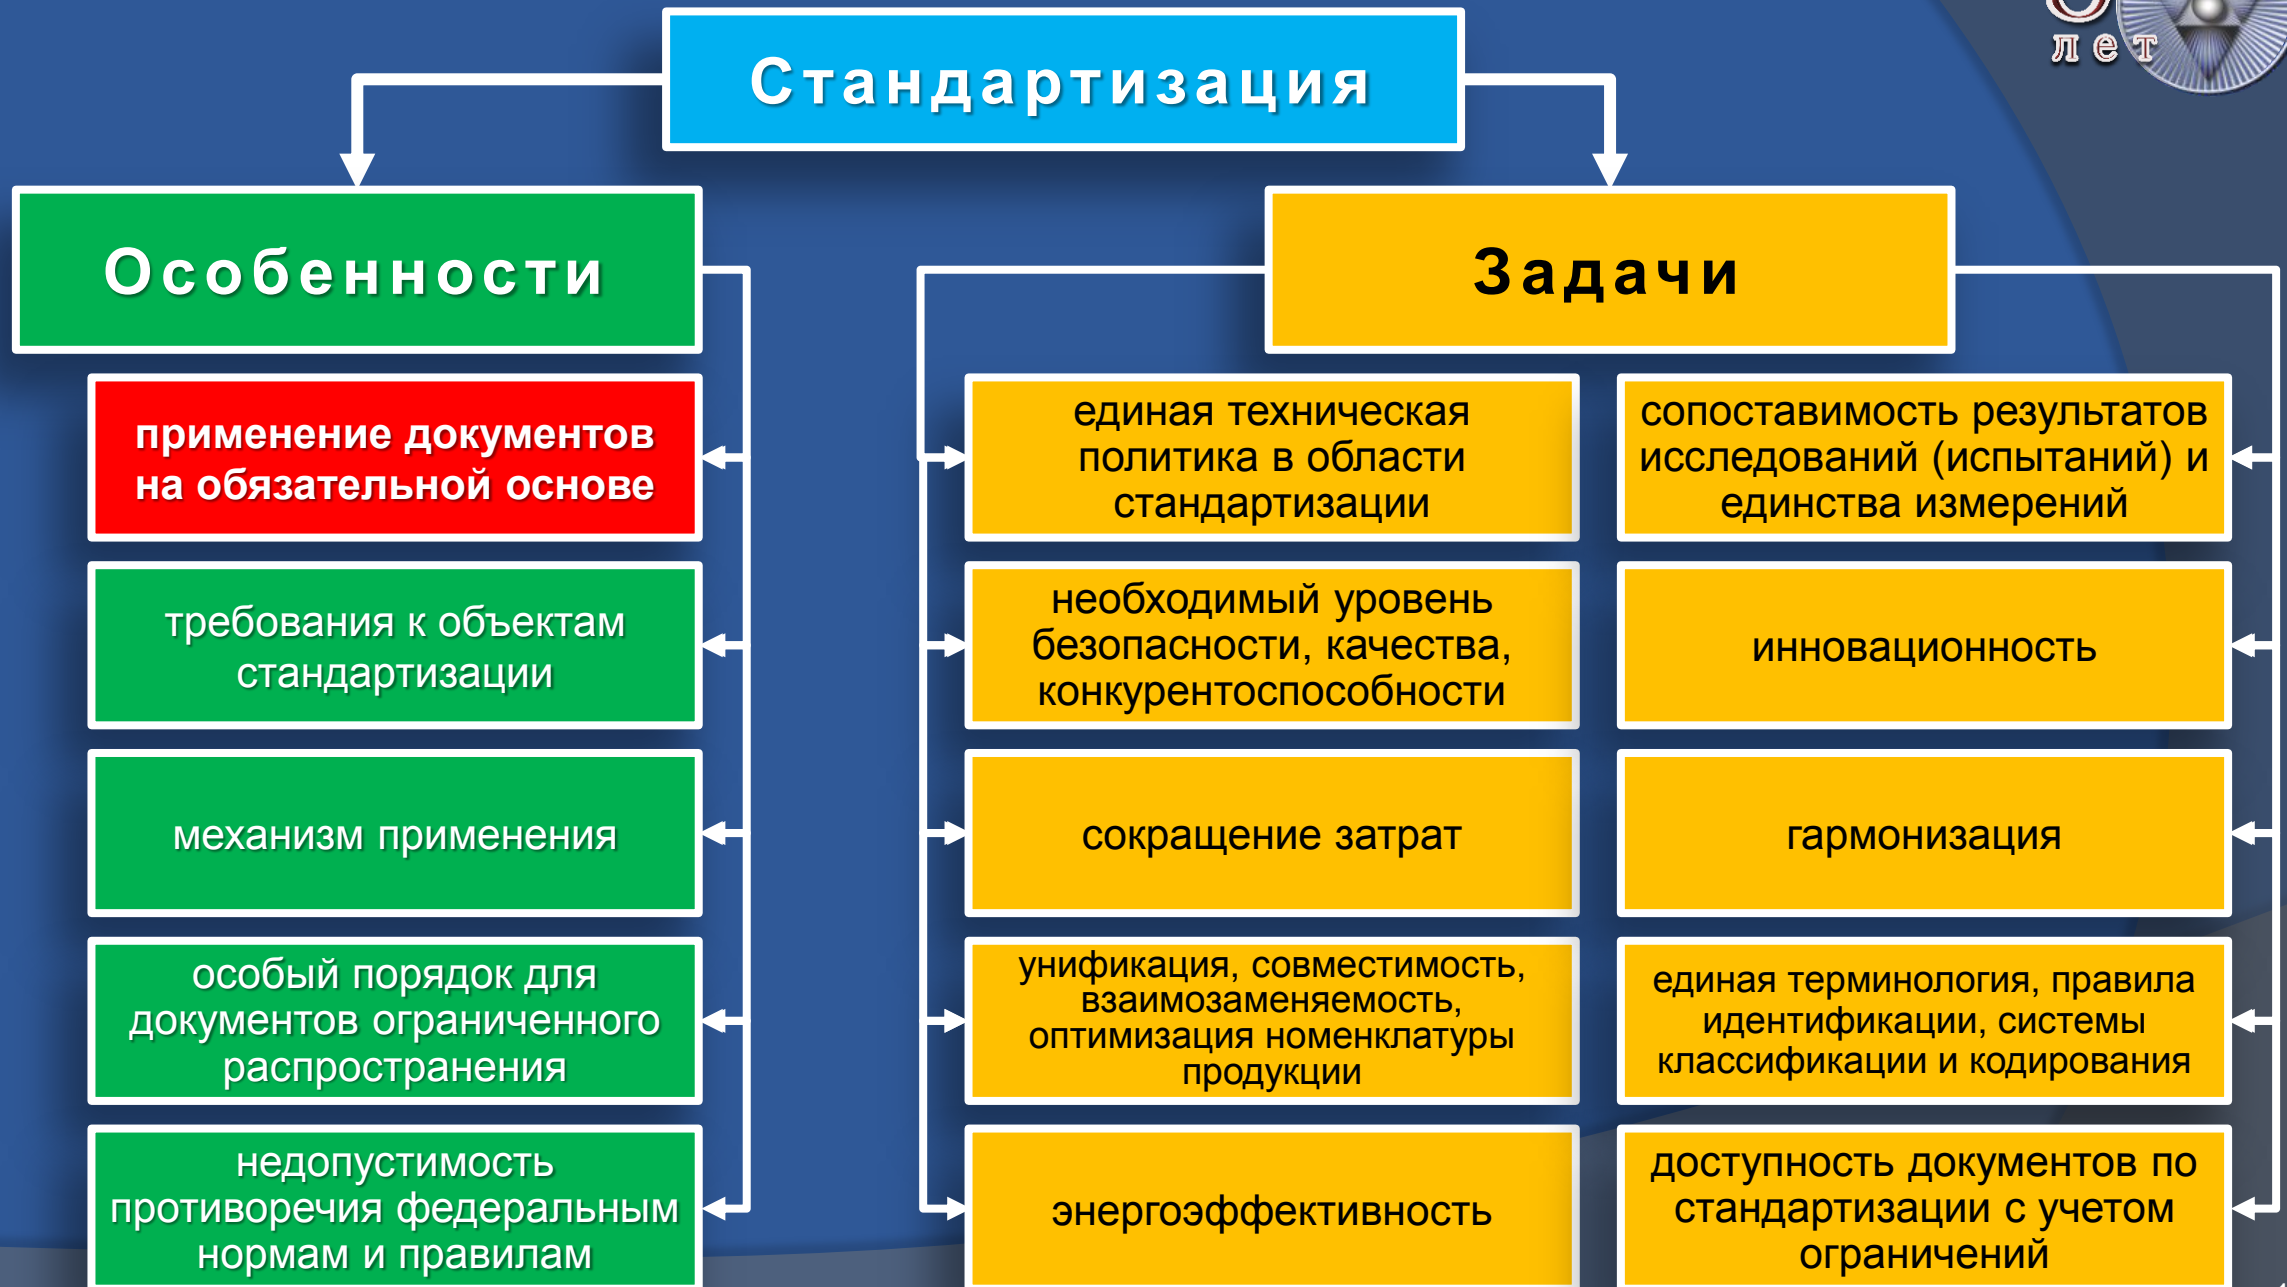 лет
Стандартизация
Особенности
применение документов
на обязательной основе
требования к объектам
стандартизации
механизм применения
особый порядок для
документов ограниченного
распространения
недопустимость
противоречия федеральным
нормам и правилам
Задачи
единая техническая
политика в области
стандартизации
необходимый уровень
безопасности, качества,
конкурентоспособности
сокращение затрат
унификация, совместимость,
взаимозаменяемость,
оптимизация номенклатуры
продукции
энергоэффективность
сопоставимость результатов
исследований (испытаний) и
единства измерений
инновационность
гармонизация
единая терминология, правила
идентификации, системы
классификации и кодирования
доступность документов по
стандартизации с учетом
ограничений